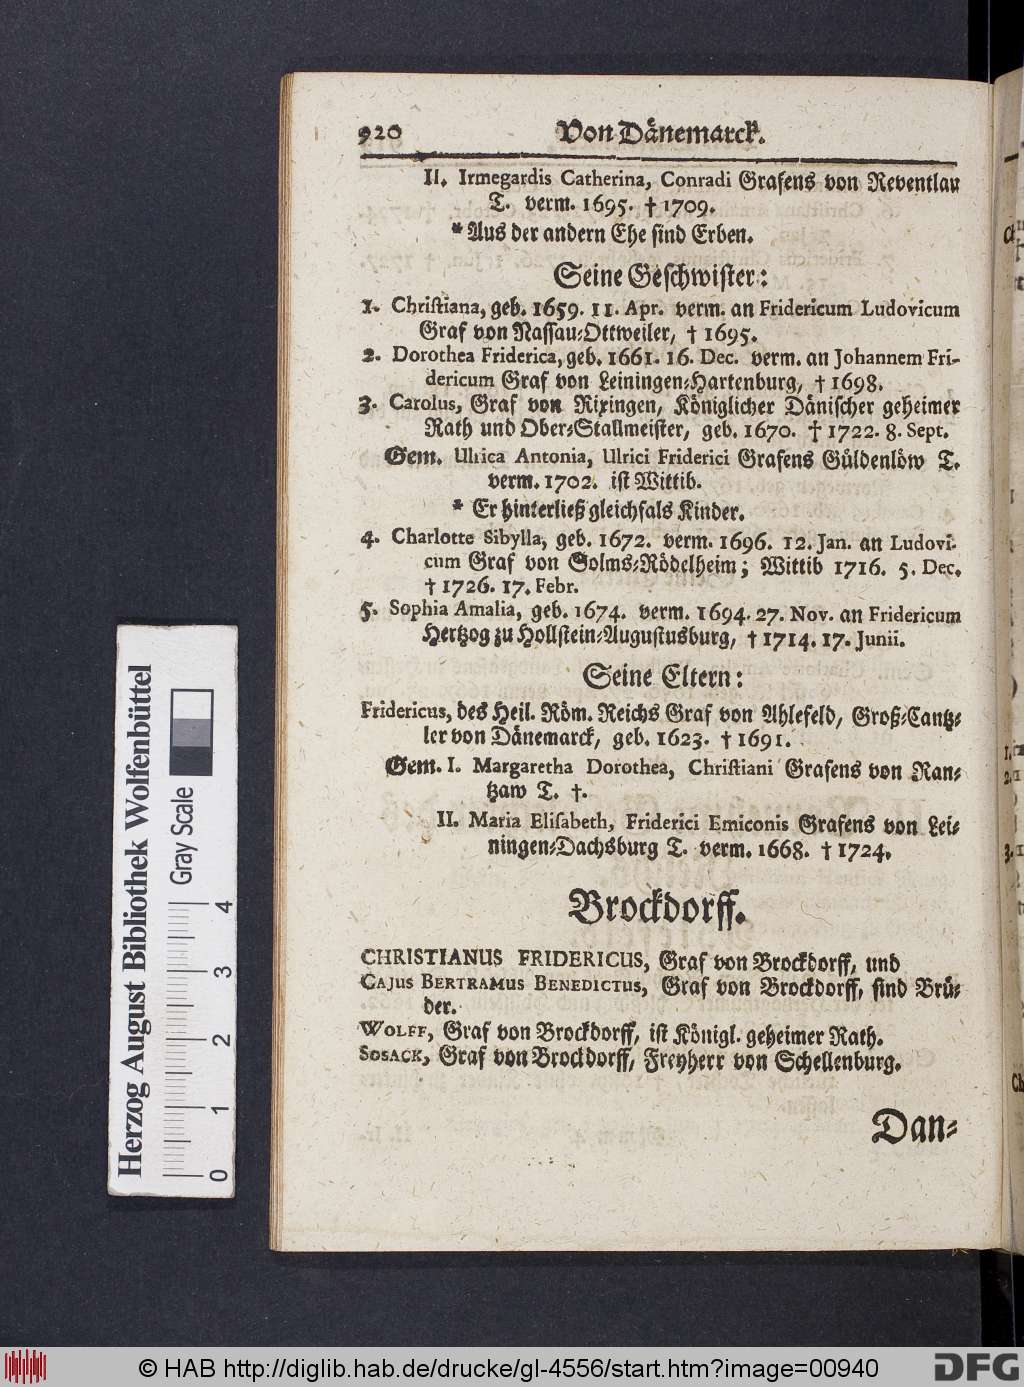 920 Von Dänemarck.
II. Irmegardis Catherina, Conradi Grafens von Reventlau
T. verm. 1695. † 1709.
* Aus der andern Ehe sind Erben.
Seine Geschwister:
1. Christiana, geb. 1659. 11. Apr. verm. an Fridericum Ludovicum
Graf von Nassau-Ottweiler, † 1695.
2. Dorothea Friderica, geb. 1661. 16. Dec. verm. an Johannem Fri-
dericum Graf von Leiningen-Hartenburg, † 1698.
3. Carolus, Graf von Rixingen, Königlicher Dänischer geheimer
Rath und Ober-Stallmeister, geb. 1670. † 1722. 8. Sept.
Gem. Ulrica Antonia, Ulrici Friderici Grafens Güldenlöw T.
verm. 1702. ist Wittib.
* Er hinterließ gleichfals Kinder.
4. Charlotte Sibylla, geb. 1672. verm. 1696. 12. Jan. an Ludovi-
cum Graf von Solms-Rödelheim; Wittib 1716. 5. Dec.
† 1726. 17. Febr.
5. Sophia Amalia, geb. 1674. verm. 1694. 27. Nov. an Fridericum
Hertzog zu Hollstein-Augustusburg, † 1714. 17. Junii.
Seine Eltern:
Fridericus, des Heil. Röm. Reichs Graf von Ahlefeld, Groß-Cantz-
ler von Dänemarck, geb. 1623. † 1691.
Gem. I. Margaretha Dorothea, Christiani Grafens von Ran-
tzaw T. †.
II. Maria Elisabeth, Friderici Emiconis Grafens von Lei-
ningen-Dachsburg T. verm. 1668. † 1724.
Brockdorff.
CHRISTIANUS FRIDERICUS, Graf von Brockdorff, und
CAJUS BERTRAMUS BENEDICTUS, Graf von Brockdorff, sind Brü-
der.
WOLFF, Graf von Brockdorff, ist Königl. geheimer Rath.
SOSACK, Graf von Brockdorff, Freyherr von Schellenburg.
Dan-
Herzog August Bibliothek Wolfenbüttel
Gray Scale
0 1 2 3 4
© HAB http://diglib.hab.de/drucke/gl-4556/start.htm?image=00940
DFG